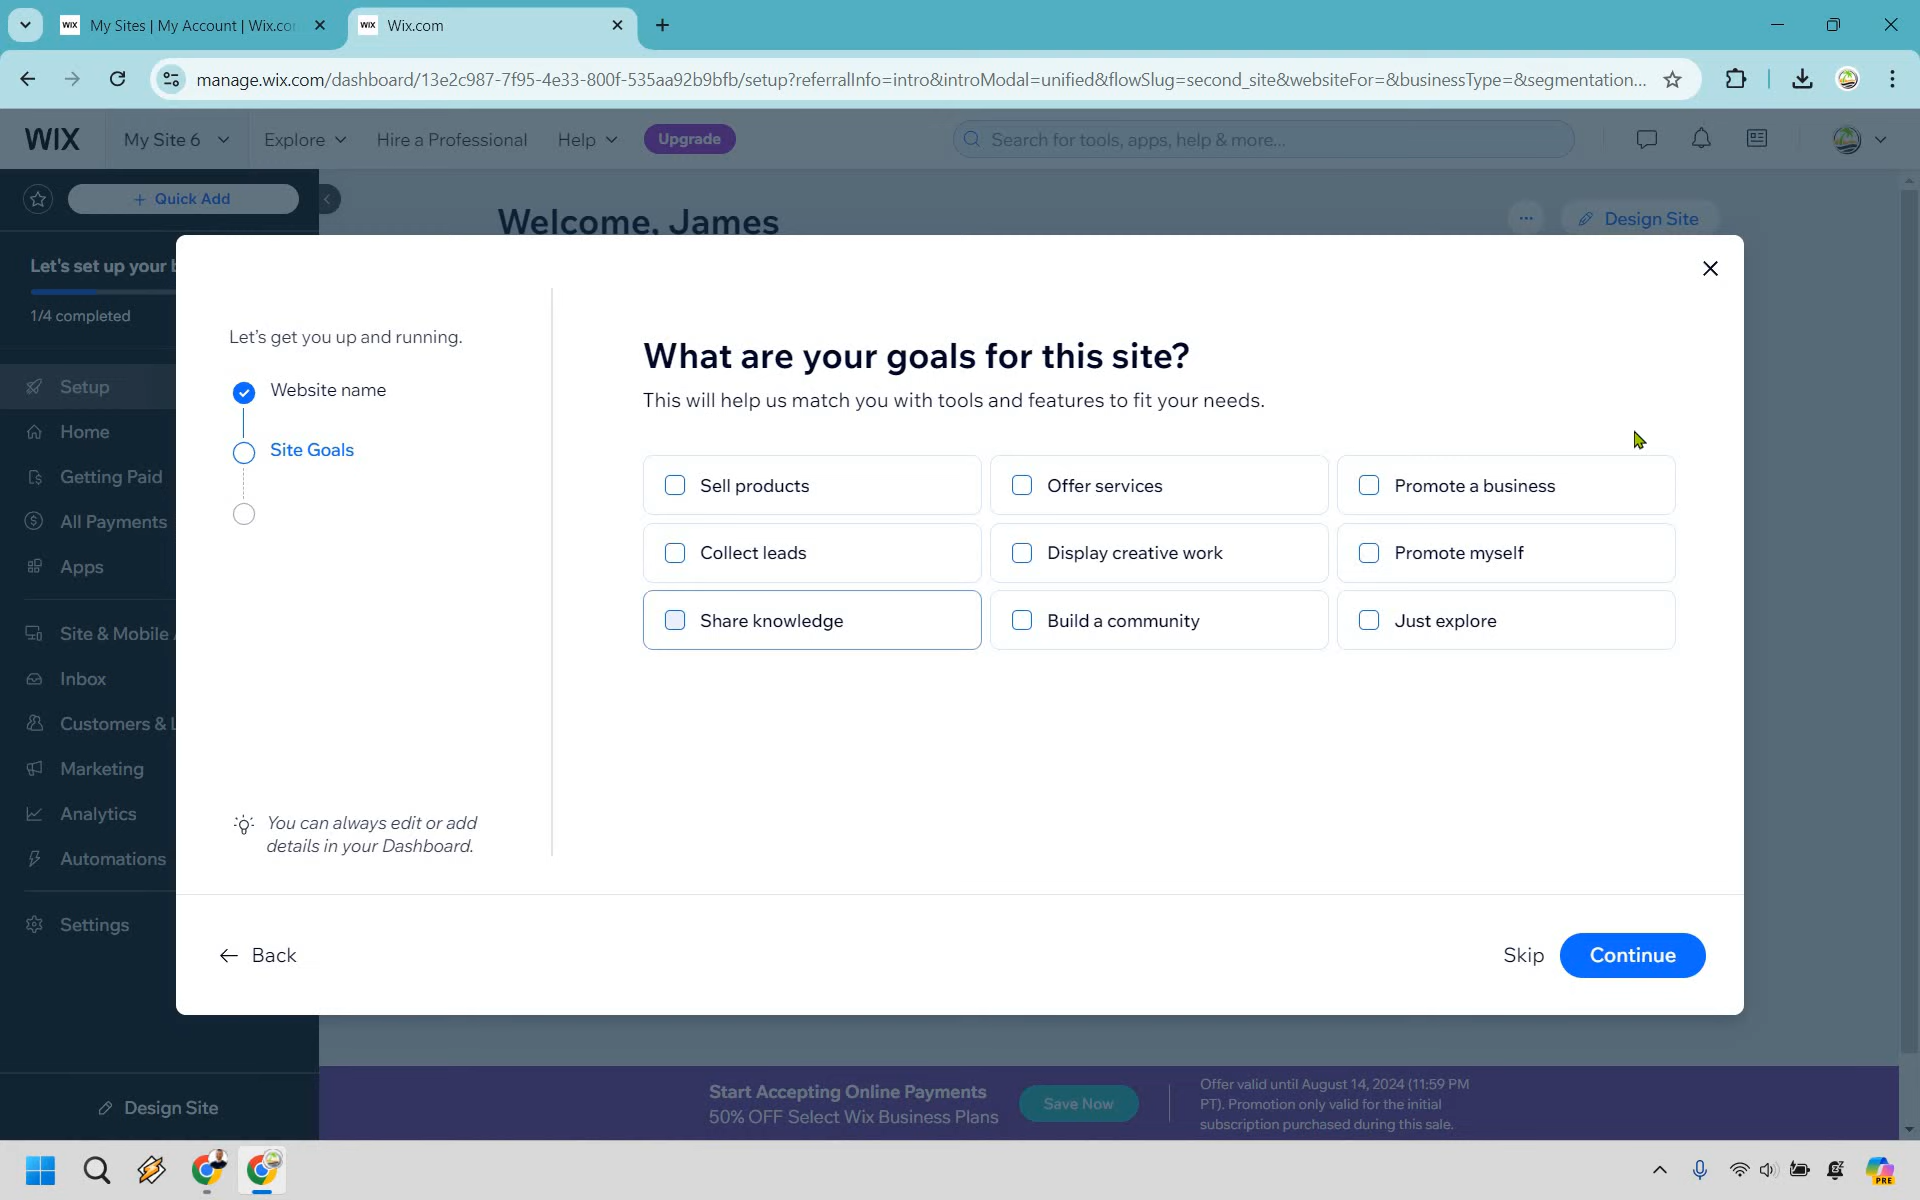 My Sites | My Account | Wix.co
Wix.com
manage.wix.com/dashboard/13e2c987-7f95-4e33-800f-535aa92b9bfb/setup?referralInfo=intro&introModal=unified&flowSlug=second_site&websiteFor=&businessType=&segmentation...
WIX
My Site 6
Explore
Hire a Professional
Help
Upgrade
Search for tools, apps, help & more...
+ Quick Add
Welcome, James
Design Site
Let's set up your b
1/4 completed
Setup
Home
Getting Paid
All Payments
Apps
Site & Mobile
Inbox
Customers & L
Marketing
Analytics
Automations
Settings
Design Site
Let's get you up and running.
Website name
Site Goals
You can always edit or add
details in your Dashboard.
What are your goals for this site?
This will help us match you with tools and features to fit your needs.
Sell products
Offer services
Promote a business
Collect leads
Display creative work
Promote myself
Share knowledge
Build a community
Just explore
Back
Skip
Continue
Start Accepting Online Payments
50% OFF Select Wix Business Plans
Save Now
Offer valid until August 14, 2024 (11:59 PM
PT). Promotion only valid for the initial
subscription purchased during this sale.
PRE